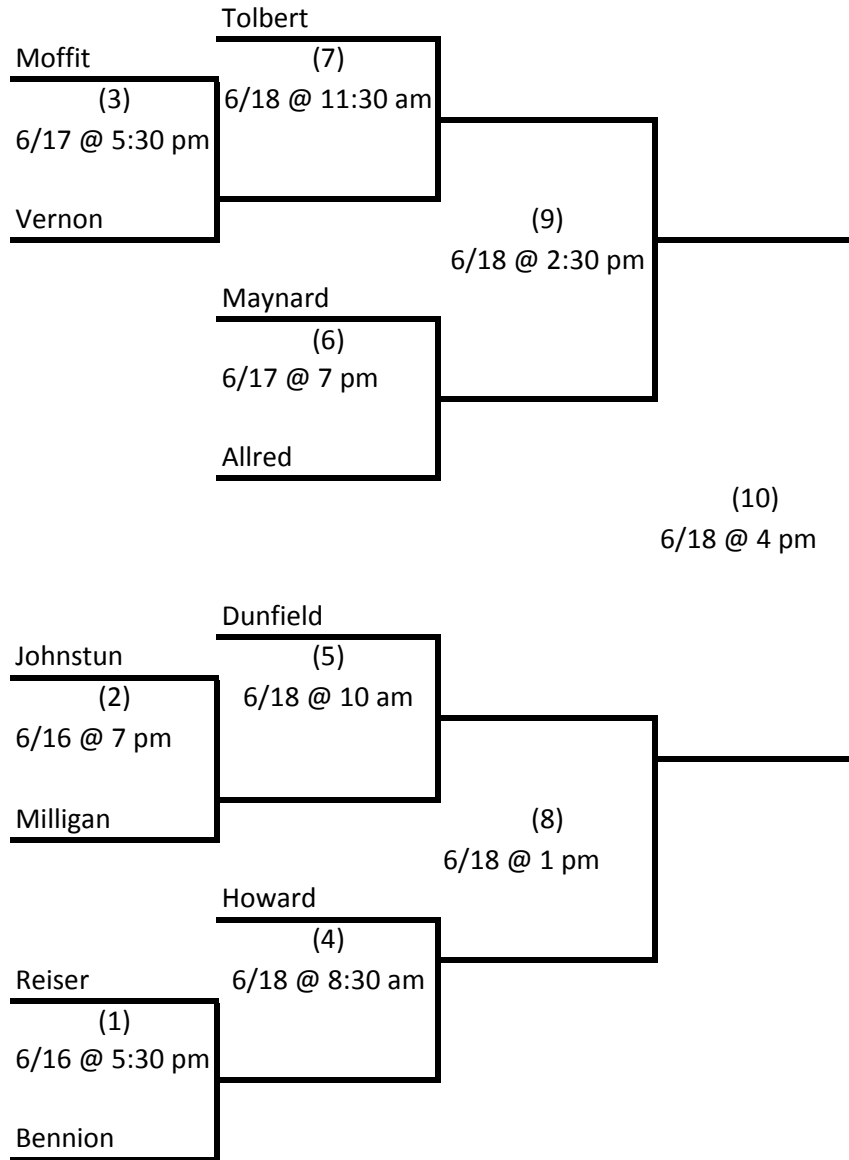 Tolbert
Moffit
(7)
(3)
6/18 @ 11:30 am
6/17 @ 5:30 pm
Vernon
(9)
6/18 @ 2:30 pm
Maynard
(6)
6/17 @ 7 pm
Allred
(10)
6/18 @ 4 pm
Dunfield
Johnstun
(5)
(2)
6/18 @ 10 am
6/16 @ 7 pm
Milligan
(8)
6/18 @ 1 pm
Howard
(4)
Reiser
6/18 @ 8:30 am
(1)
6/16 @ 5:30 pm
Bennion